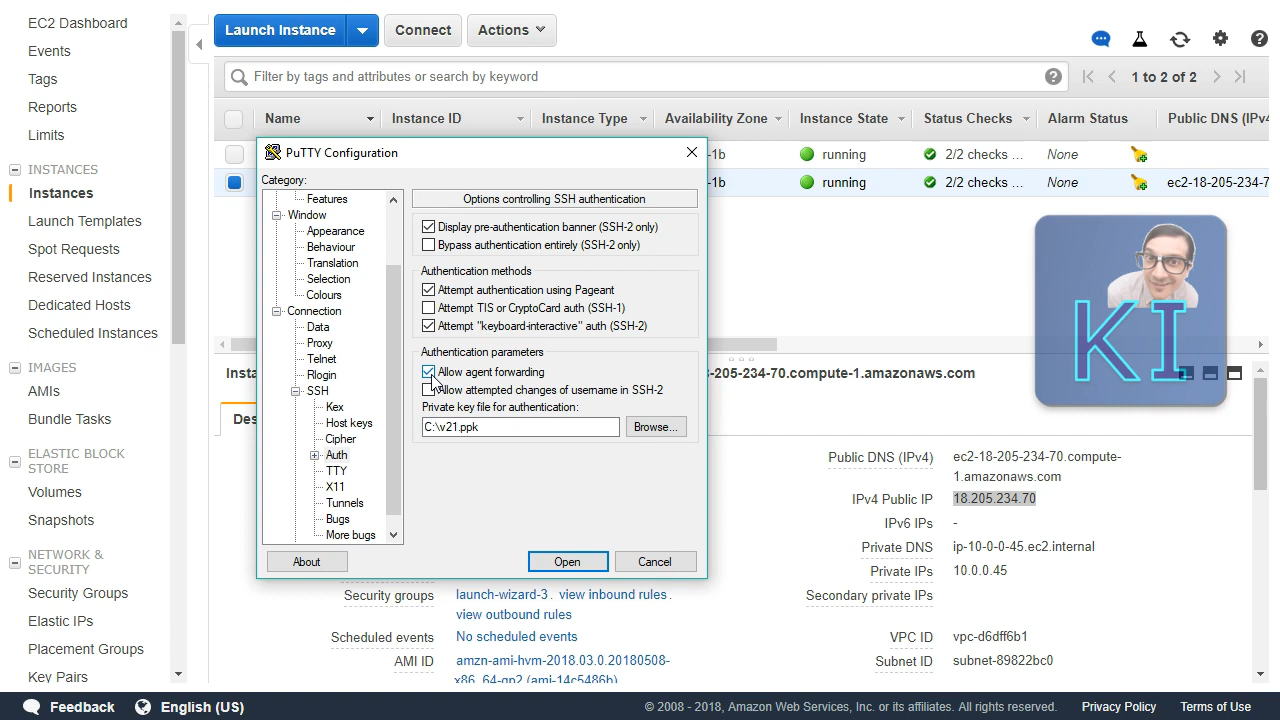 EC2 Dashboard
Events
Tags
Reports
Limits
INSTANCES
Instances
Launch Templates
Spot Requests
Reserved Instances
Dedicated Hosts
Scheduled Instances
IMAGES
AMIs
Bundle Tasks
ELASTIC BLOCK
STORE
Volumes
Snapshots
NETWORK &
SECURITY
Security Groups
Elastic IPs
Placement Groups
Key Pairs
Launch Instance
Connect
Actions
Filter by tags and attributes or search by keyword
1 to 2 of 2
Name Instance ID Instance Type Availability Zone Instance State Status Checks Alarm Status Public DNS (IPv4
-1b running 2/2 checks ... None
-1b running 2/2 checks ... None ec2-18-205-234-7
PuTTY Configuration
Category:
Features
Window
Appearance
Behaviour
Translation
Selection
Colours
Connection
Data
Proxy
Telnet
Rlogin
SSH
Kex
Host keys
Cipher
Auth
TTY
X11
Tunnels
Bugs
More bugs
Options controlling SSH authentication
Display pre-authentication banner (SSH-2 only)
Bypass authentication entirely (SSH-2 only)
Authentication methods
Attempt authentication using Pageant
Attempt TIS or CryptoCard auth (SSH-1)
Attempt "keyboard-interactive" auth (SSH-2)
Authentication parameters
Allow agent forwarding
Allow attempted changes of username in SSH-2
Private key file for authentication:
C:\v21.ppk
Browse...
About
Open
Cancel
KI
Insta
-205-234-70.compute-1.amazonaws.com
Des
Public DNS (IPv4) ec2-18-205-234-70.compute-
1.amazonaws.com
IPv4 Public IP 18.205.234.70
IPv6 IPs -
Private DNS ip-10-0-0-45.ec2.internal
Private IPs 10.0.0.45
Secondary private IPs
VPC ID vpc-d6dff6b1
Subnet ID subnet-89822bc0
Security groups launch-wizard-3. view inbound rules.
view outbound rules
Scheduled events No scheduled events
AMI ID amzn-ami-hvm-2018.03.0.20180508-
x86_64-gp2 (ami-14c5486b)
Feedback
English (US)
© 2008 - 2018, Amazon Web Services, Inc. or its affiliates. All rights reserved.
Privacy Policy
Terms of Use